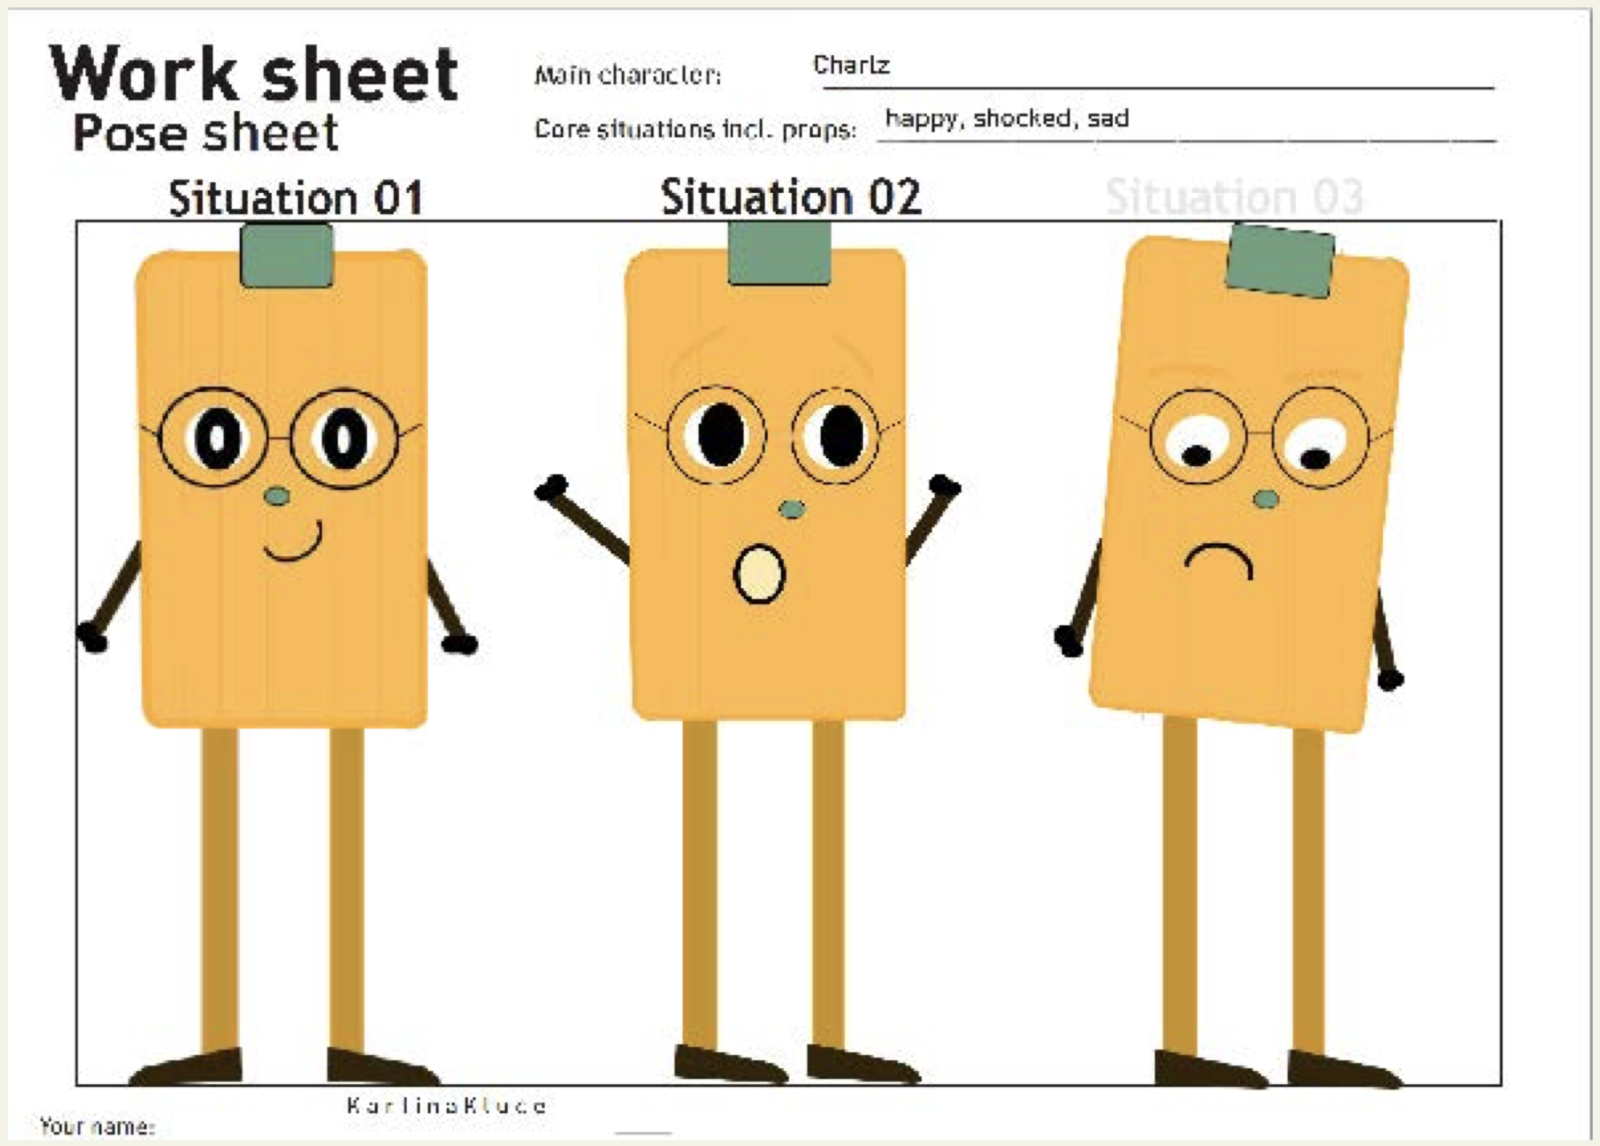 Work sheet
Pose sheet
Main character: Charlz
Core situations incl. props: happy, shocked, sad
Situation 01 Situation 02 Situation 03
KarlinaKluce
Your name: